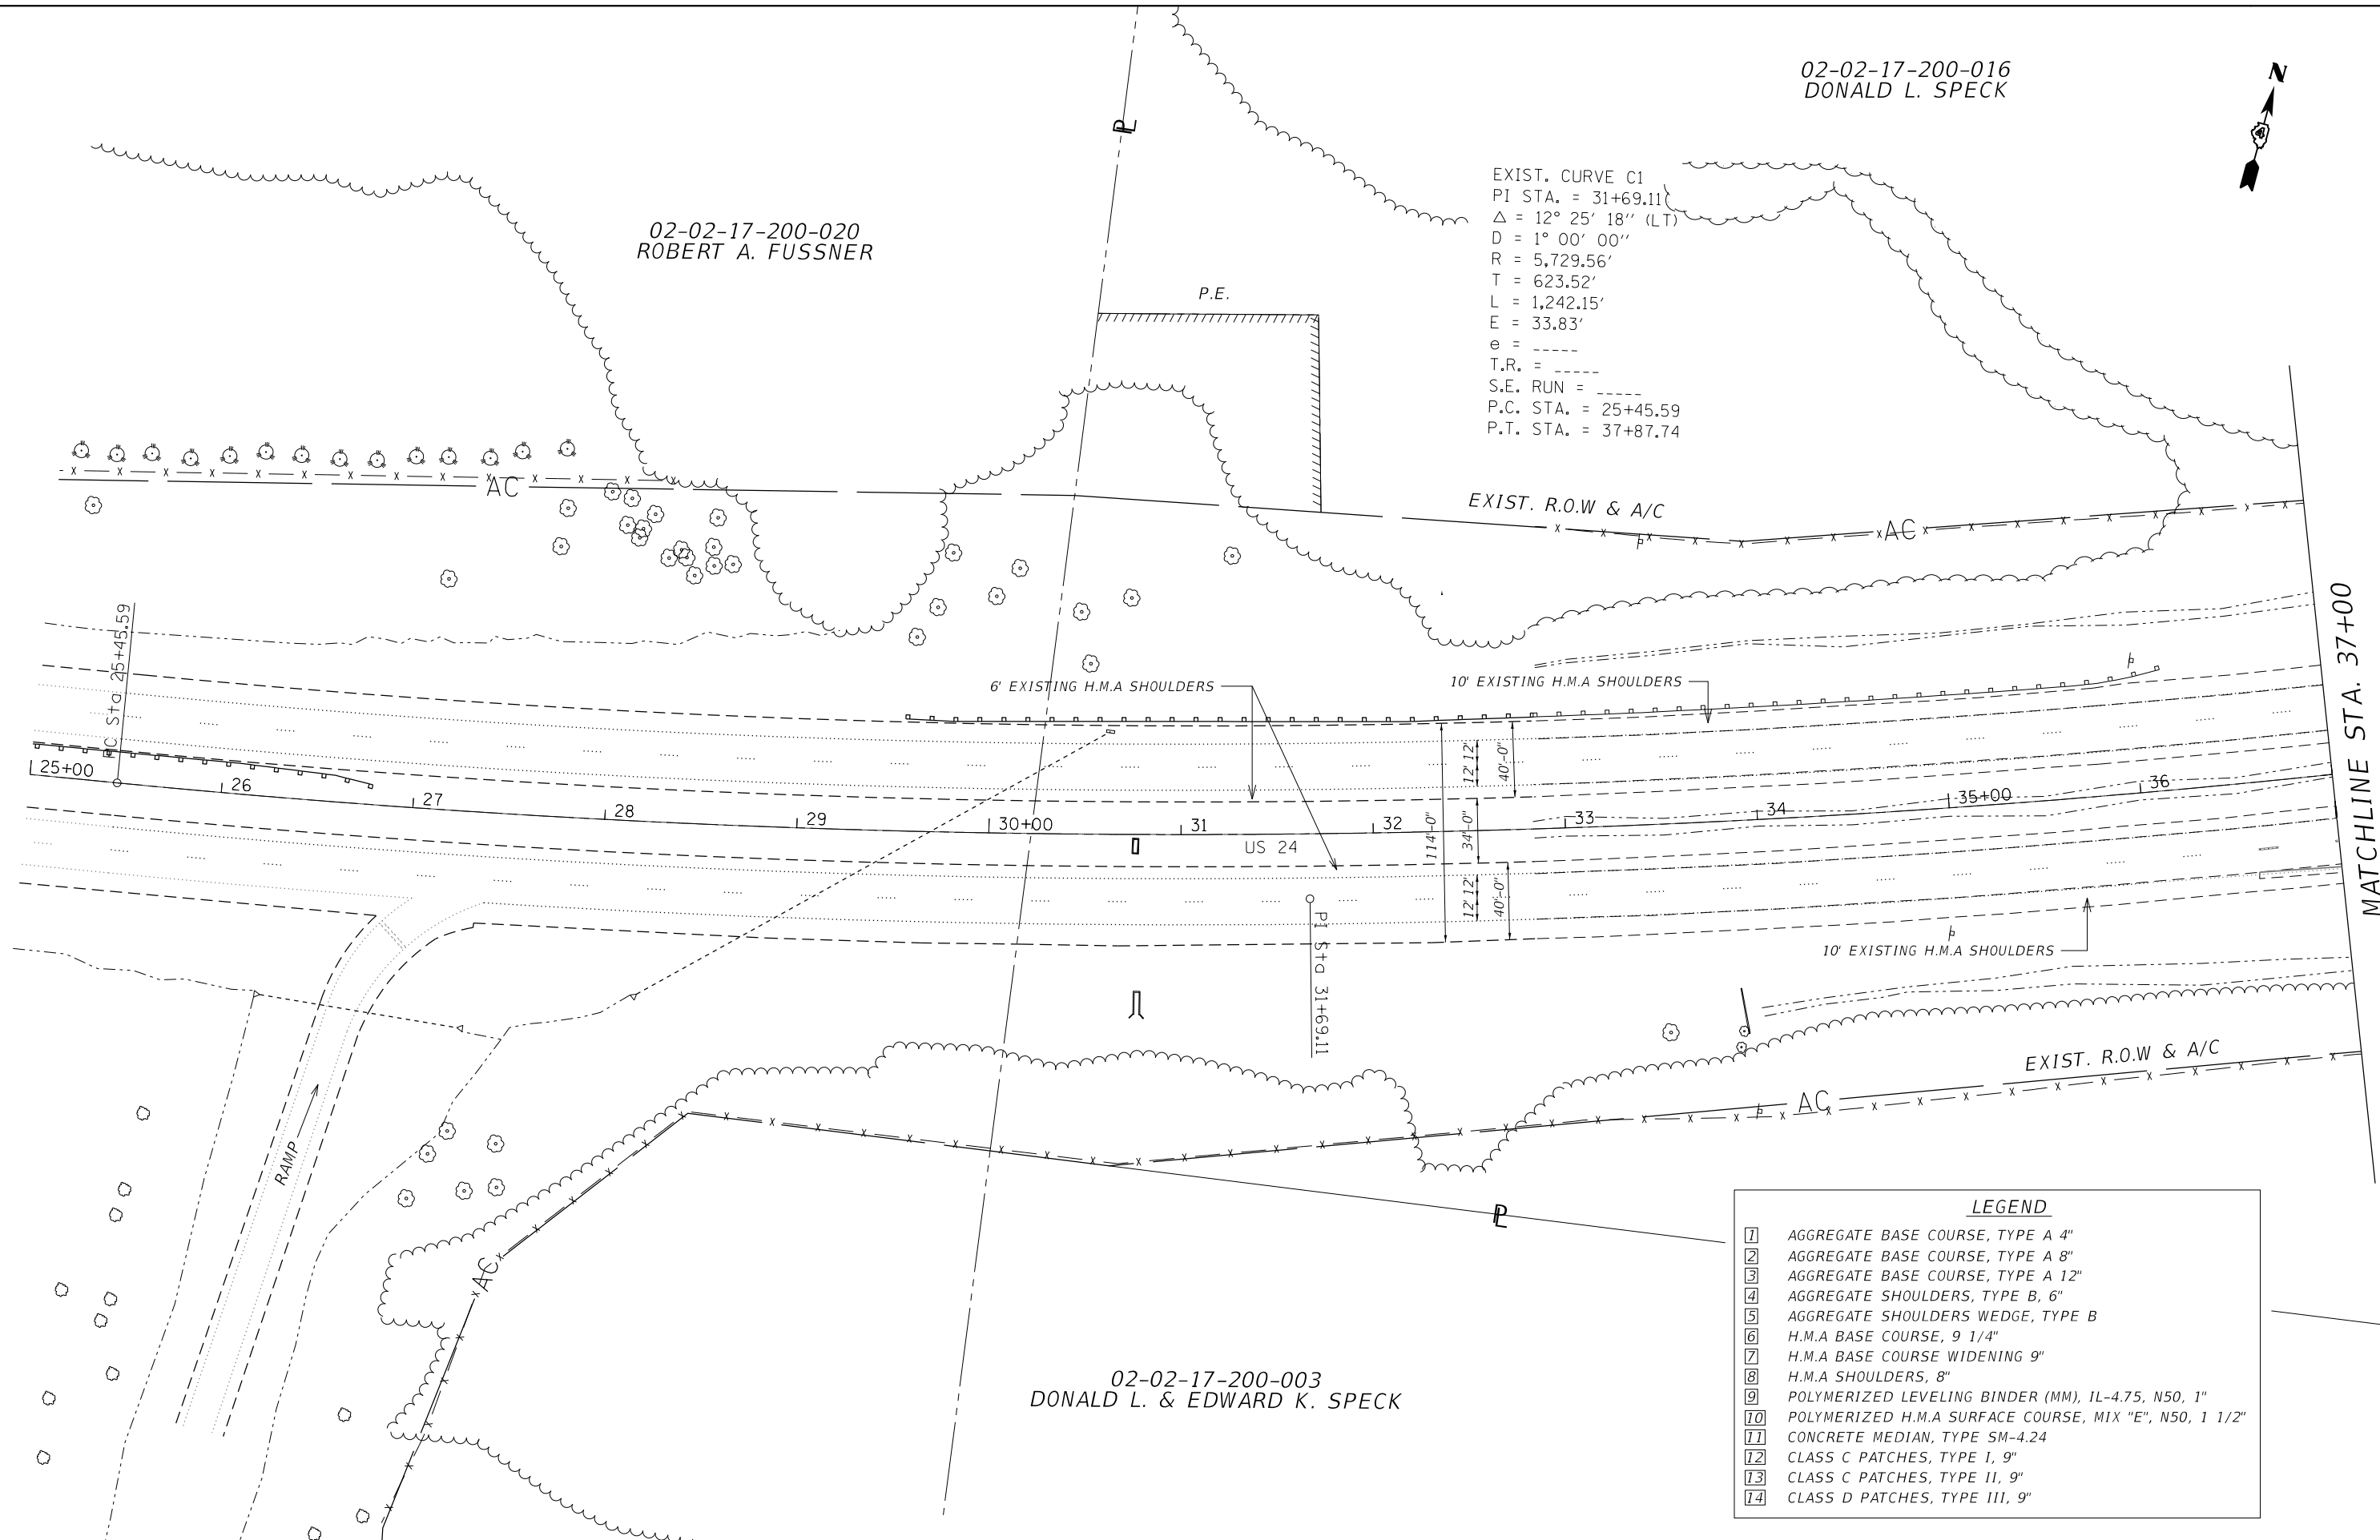 02-02-17-200-016
DONALD L. SPECK
N
4
PL
EXIST. CURVE C1
PI STA. = 31+69.11
Δ = 12° 25' 18'' (LT)
D = 1° 00' 00''
R = 5,729.56'
T = 623.52'
L = 1,242.15'
E = 33.83'
e = _____
T.R. = _____
S.E. RUN = _____
P.C. STA. = 25+45.59
P.T. STA. = 37+87.74
02-02-17-200-020
ROBERT A. FUSSNER
P.E.
AC
EXIST. R.O.W & A/C
AC
PC Sta 25+45.59
MATCHLINE STA. 37+00
6' EXISTING H.M.A SHOULDERS
10' EXISTING H.M.A SHOULDERS
25+00
26
27
28
29
30+00
31
32
33
34
35+00
36
12' 12'
40'-0"
114'-0"
34'-0"
12' 12'
40'-0"
US 24
PI Sta 31+69.11
10' EXISTING H.M.A SHOULDERS
EXIST. R.O.W & A/C
AC
RAMP
AC
PL
02-02-17-200-003
DONALD L. & EDWARD K. SPECK
LEGEND
1 AGGREGATE BASE COURSE, TYPE A 4"
2 AGGREGATE BASE COURSE, TYPE A 8"
3 AGGREGATE BASE COURSE, TYPE A 12"
4 AGGREGATE SHOULDERS, TYPE B, 6"
5 AGGREGATE SHOULDERS WEDGE, TYPE B
6 H.M.A BASE COURSE, 9 1/4"
7 H.M.A BASE COURSE WIDENING 9"
8 H.M.A SHOULDERS, 8"
9 POLYMERIZED LEVELING BINDER (MM), IL-4.75, N50, 1"
10 POLYMERIZED H.M.A SURFACE COURSE, MIX "E", N50, 1 1/2"
11 CONCRETE MEDIAN, TYPE SM-4.24
12 CLASS C PATCHES, TYPE I, 9"
13 CLASS C PATCHES, TYPE II, 9"
14 CLASS D PATCHES, TYPE III, 9"